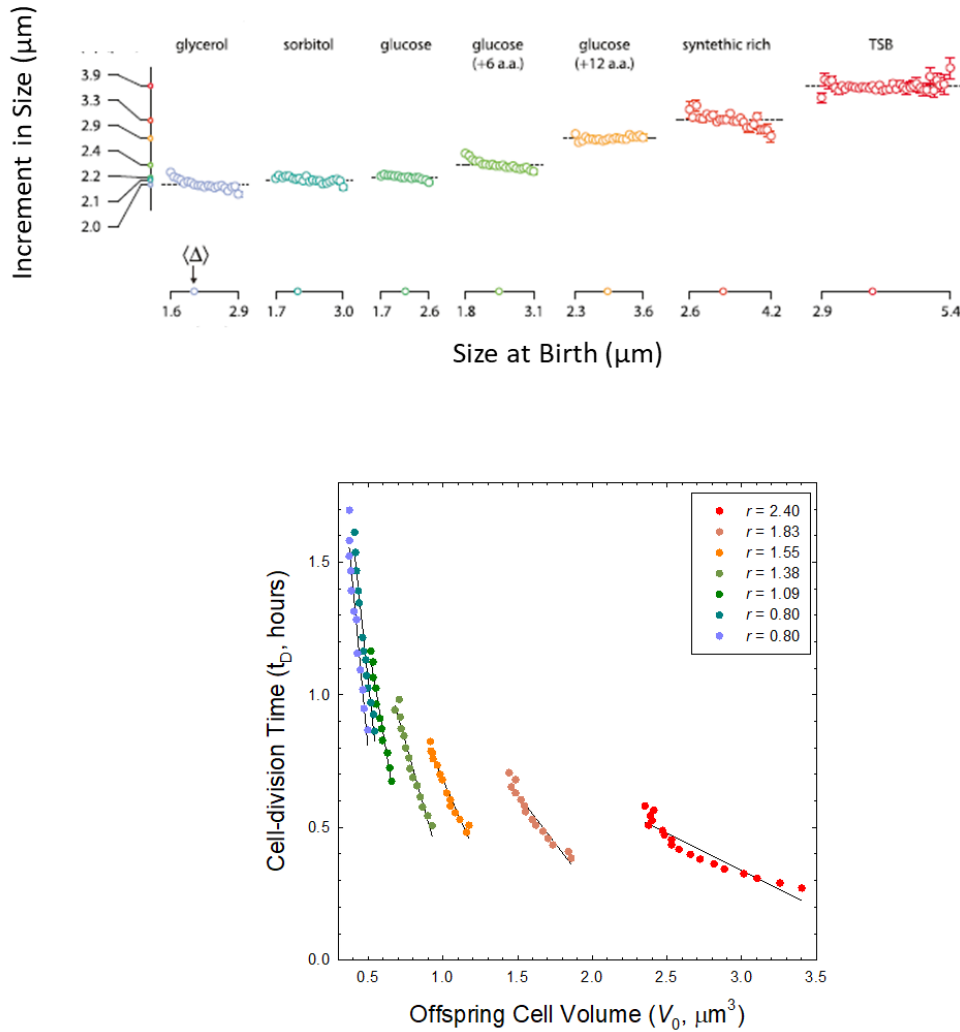 Increment in Size (μm)
glycerol
sorbitol
glucose
glucose
(+6 a.a.)
glucose
(+12 a.a.)
syntethic rich
TSB
3.9
3.3
2.9
2.4
2.2
2.1
2.0
⟨Δ⟩
1.6 2.9
1.7 3.0
1.7 2.6
1.8 3.1
2.3 3.6
2.6 4.2
2.9 5.4
Size at Birth (μm)
Cell-division Time (t_D, hours)
1.5
1.0
0.5
0.0
r = 2.40
r = 1.83
r = 1.55
r = 1.38
r = 1.09
r = 0.80
r = 0.80
0.5 1.0 1.5 2.0 2.5 3.0 3.5
Offspring Cell Volume (V₀, μm³)